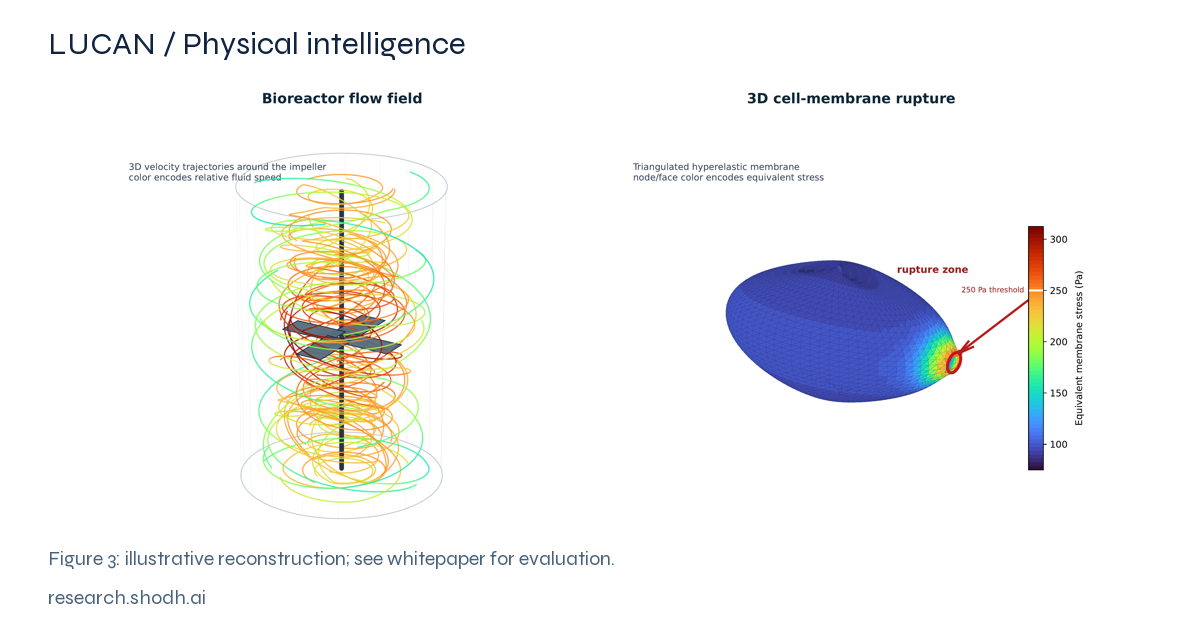 LUCAN / Physical intelligence
Bioreactor flow field
3D velocity trajectories around the impeller
color encodes relative fluid speed
3D cell-membrane rupture
Triangulated hyperelastic membrane
node/face color encodes equivalent stress
rupture zone
250 Pa threshold
300
250
200
150
100
Equivalent membrane stress (Pa)
Figure 3: illustrative reconstruction; see whitepaper for evaluation.
research.shodh.ai